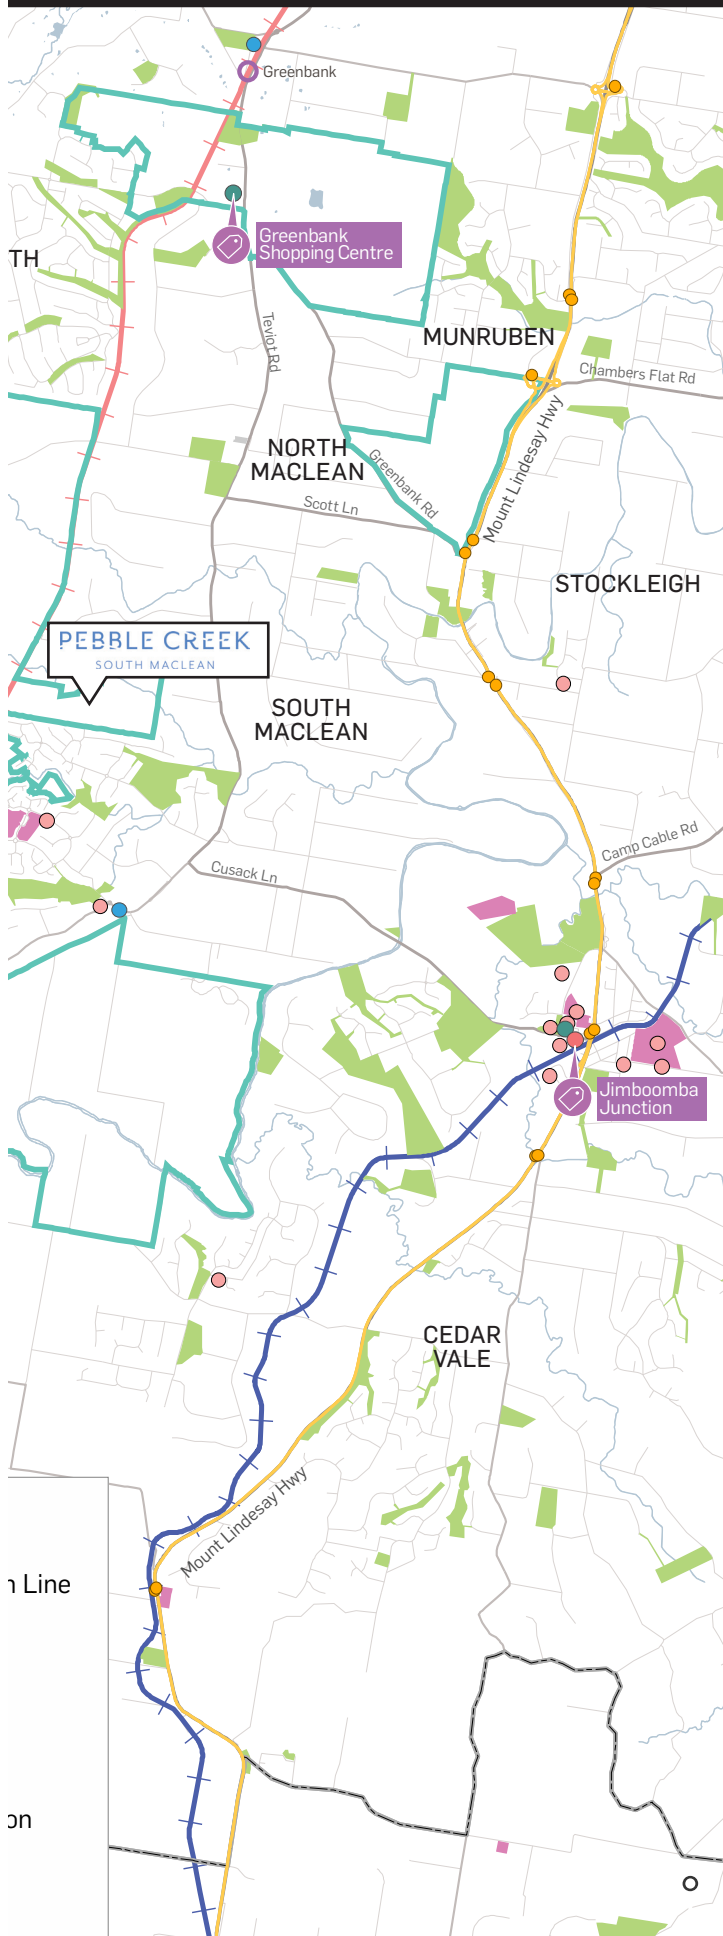 Greenbank
Greenbank
Shopping Centre
TH
Teviot Rd
MUNRUBEN
Chambers Flat Rd
Mount Lindesay Hwy
NORTH
MACLEAN
Greenbank Rd
Scott Ln
STOCKLEIGH
PEBBLE CREEK
SOUTH MACLEAN
SOUTH
MACLEAN
Camp Cable Rd
Cusack Ln
Jimboomba
Junction
CEDAR
VALE
Mount Lindesay Hwy
n Line
on